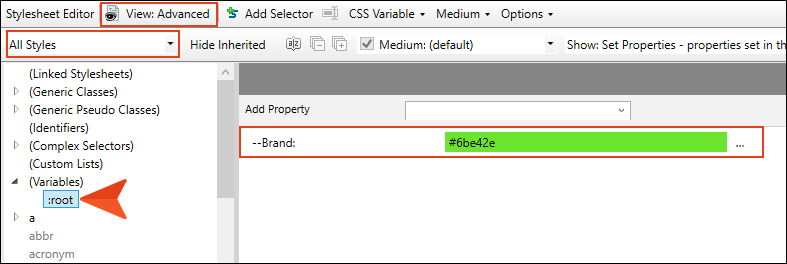 Stylesheet Editor View: Advanced Add Selector CSS Variable Medium Options
All Styles Hide Inherited Medium: (default) Show: Set Properties - properties set in th
(Linked Stylesheets)
(Generic Classes)
(Generic Pseudo Classes)
(Identifiers)
(Complex Selectors)
(Custom Lists)
(Variables)
:root
a
abbr
acronym
Add Property
--Brand: #6be42e ...